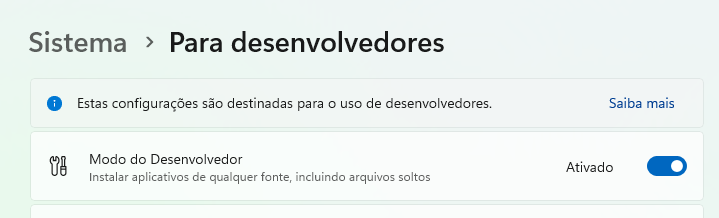 Sistema > Para desenvolvedores
Estas configurações são destinadas para o uso de desenvolvedores. Saiba mais
Modo do Desenvolvedor
Ativado
Instalar aplicativos de qualquer fonte, incluindo arquivos soltos